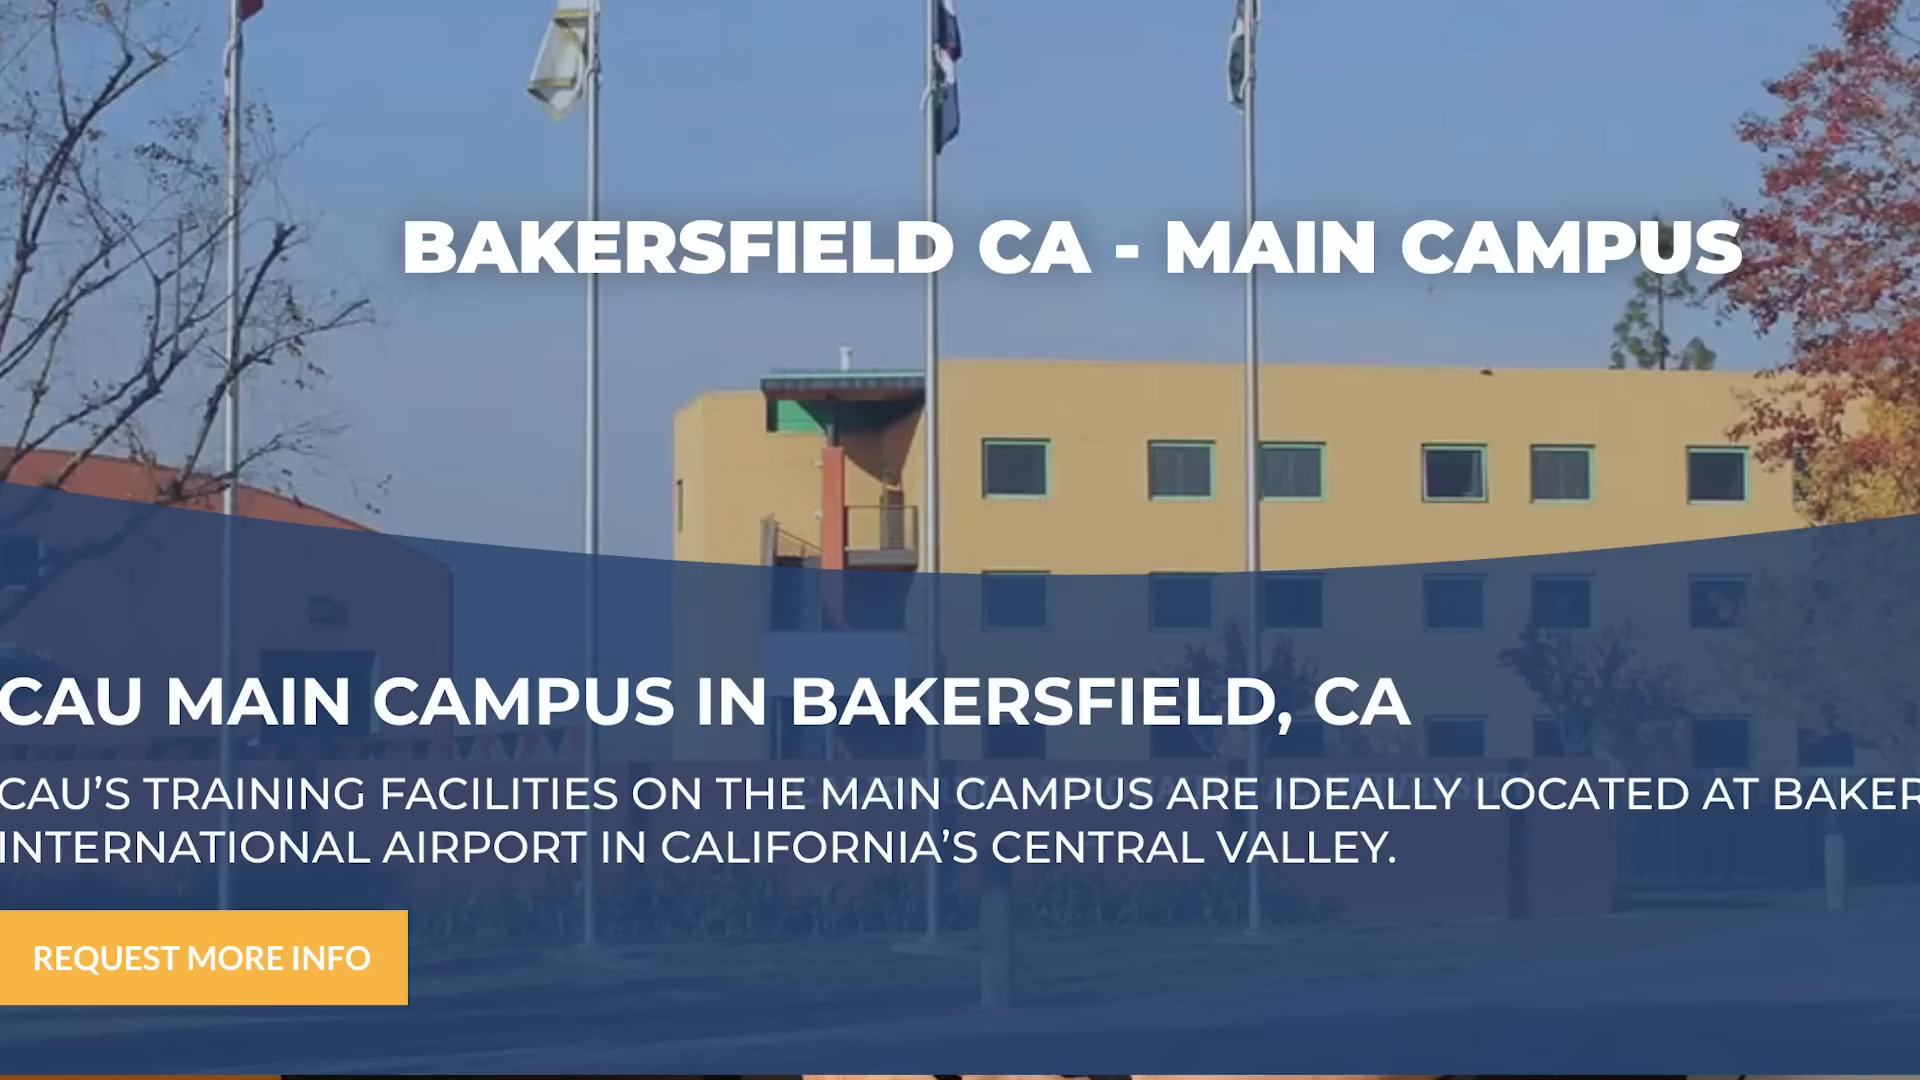 BAKERSFIELD CA - MAIN CAMPUS
CAU MAIN CAMPUS IN BAKERSFIELD, CA
CAU’S TRAINING FACILITIES ON THE MAIN CAMPUS ARE IDEALLY LOCATED AT
INTERNATIONAL AIRPORT IN CALIFORNIA’S CENTRAL VALLEY.
REQUEST MORE INFO